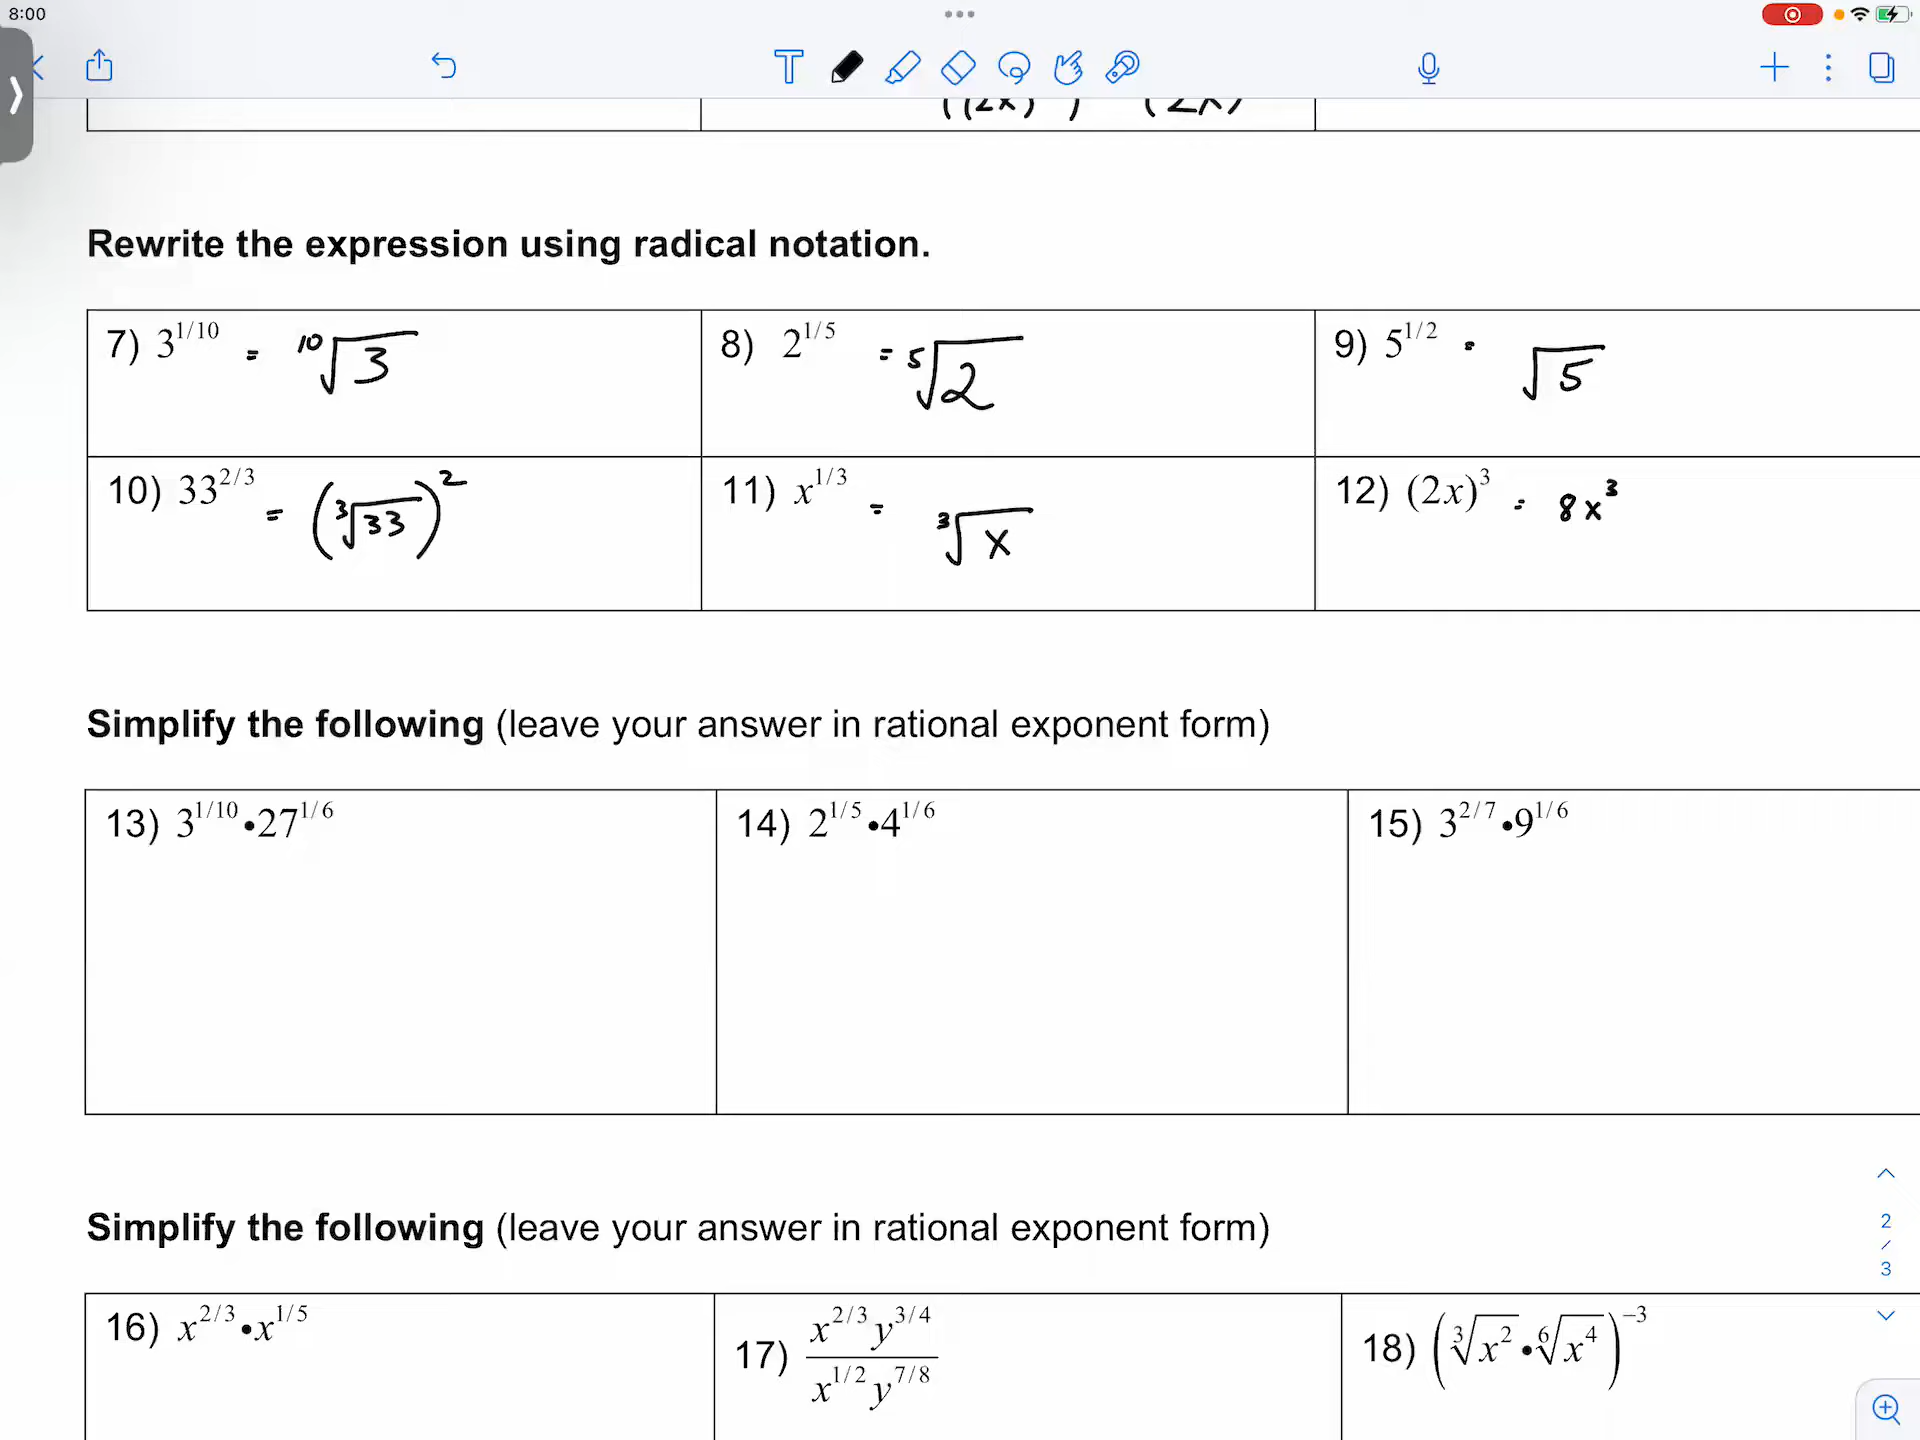 8:00
((2x) ) (2x)
Rewrite the expression using radical notation.
7) 3^{1/10} = ¹⁰√3
8) 2^{1/5} = ⁵√2
9) 5^{1/2} = √5
10) 33^{2/3} = (³√33)²
11) x^{1/3} = ³√x
12) (2x)³ = 8x³
Simplify the following (leave your answer in rational exponent form)
13) 3^{1/10}•27^{1/6}
14) 2^{1/5}•4^{1/6}
15) 3^{2/7}•9^{1/6}
2
/
3
Simplify the following (leave your answer in rational exponent form)
16) x^{2/3}•x^{1/5}
17) x^{2/3}y^{3/4} / x^{1/2}y^{7/8}
18) (³√x²•⁶√x⁴)^{-3}